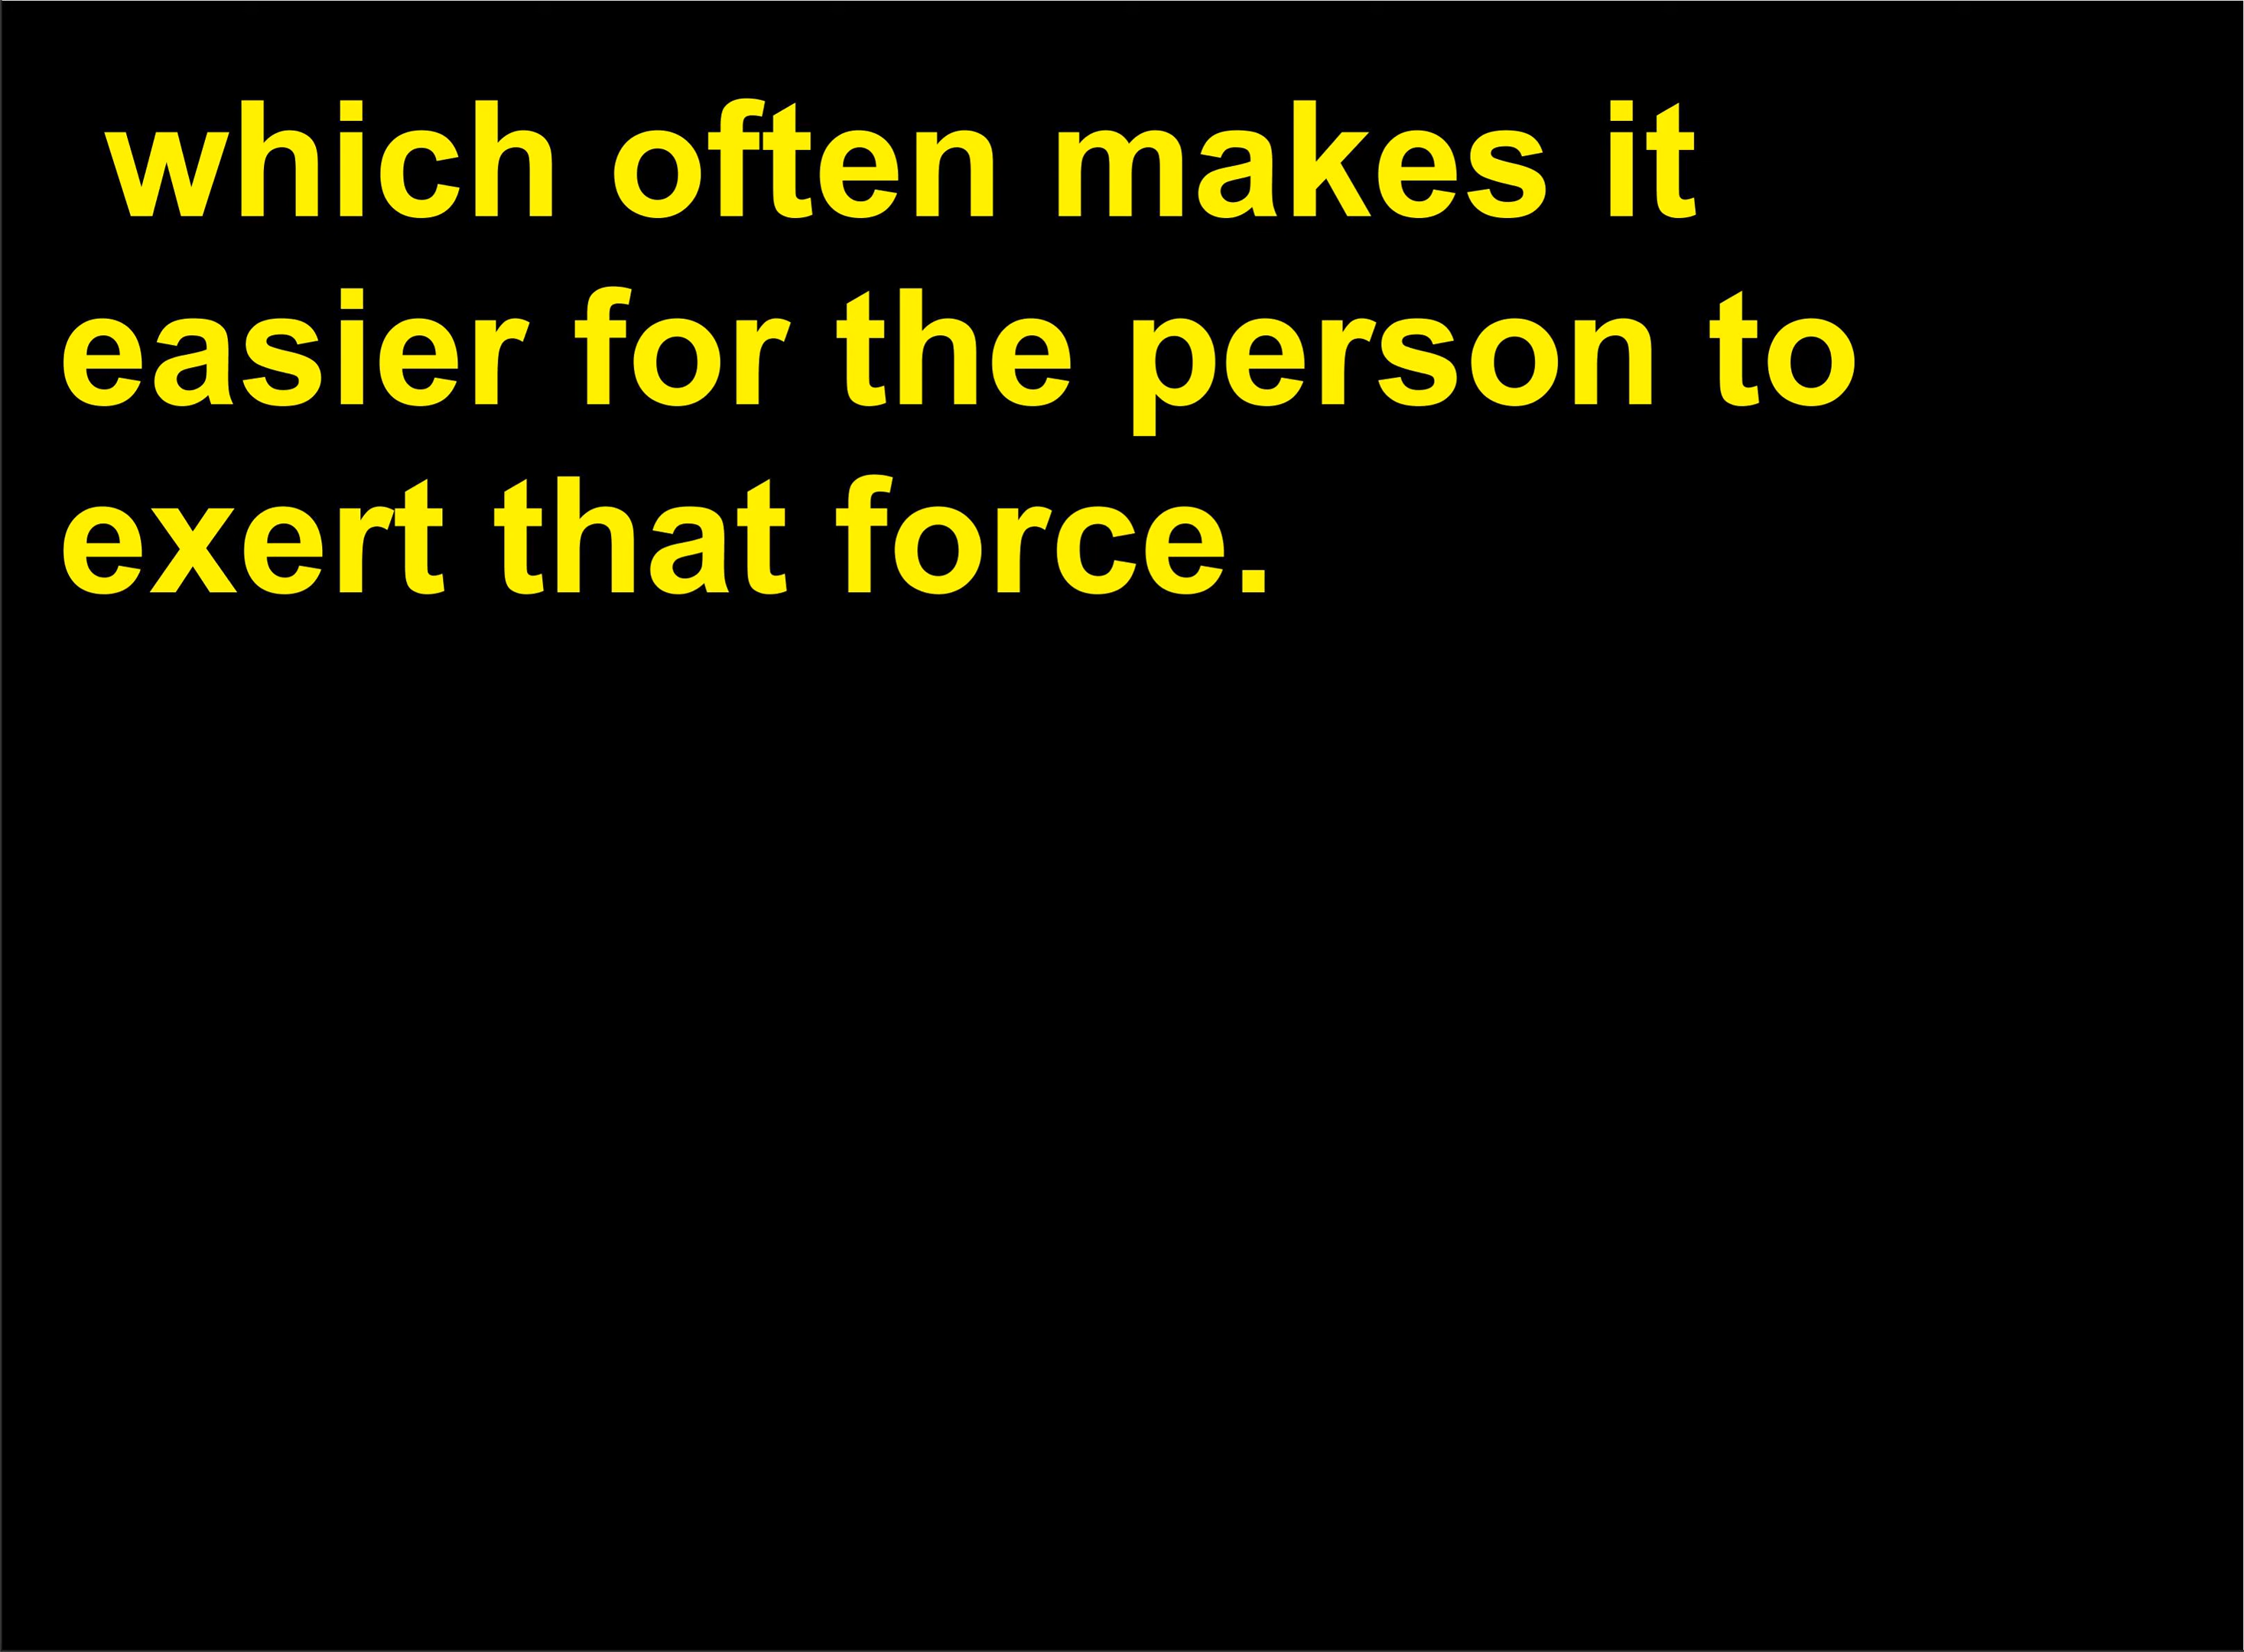 which often makes it
easier for the person to
exert that force.